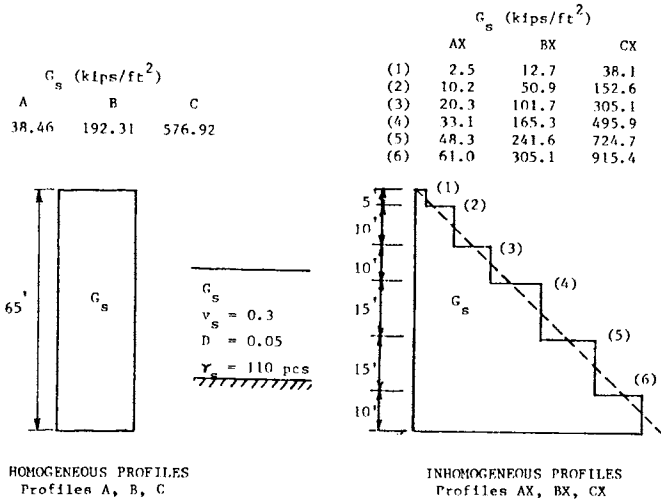 G_s (kips/ft²)
A B C
38.46 192.31 576.92
65'
G_s
G_s
ν_s = 0.3
D = 0.05
γ_s = 110 pcs
HOMOGENEOUS PROFILES
Profiles A, B, C
G_s (kips/ft²)
AX BX CX
(1) 2.5 12.7 38.1
(2) 10.2 50.9 152.6
(3) 20.3 101.7 305.1
(4) 33.1 165.3 495.9
(5) 48.3 241.6 724.7
(6) 61.0 305.1 915.4
5'
10'
10'
15'
15'
10'
(1)
(2)
(3)
(4)
(5)
(6)
G_s
INHOMOGENEOUS PROFILES
Profiles AX, BX, CX